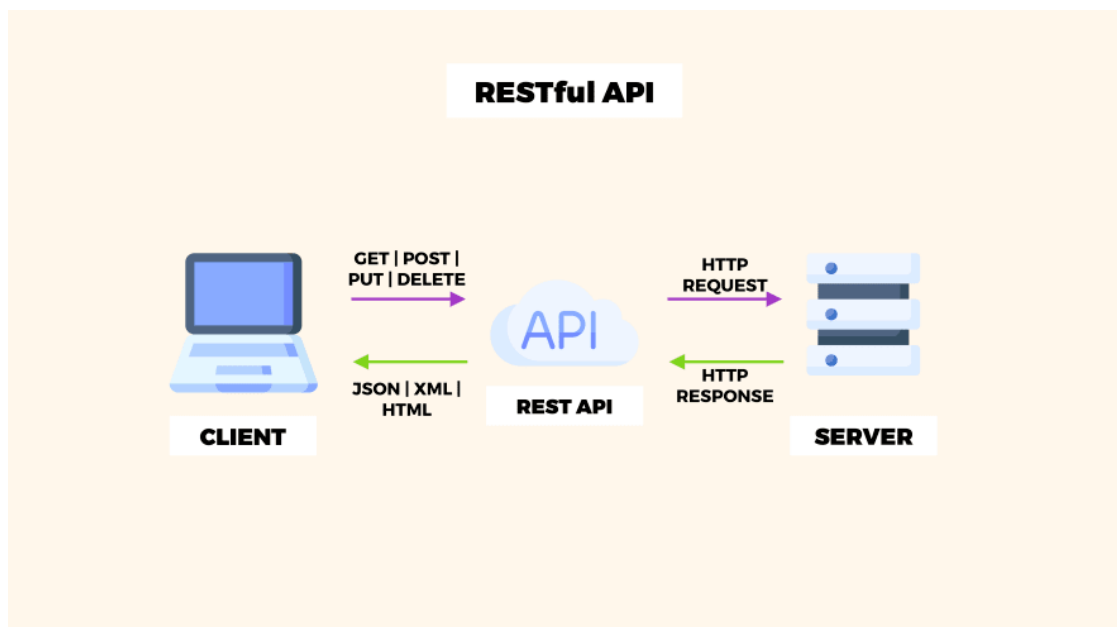 RESTful API
GET | POST |
PUT | DELETE
HTTP
REQUEST
API
JSON | XML |
HTML
HTTP
RESPONSE
REST API
CLIENT
SERVER